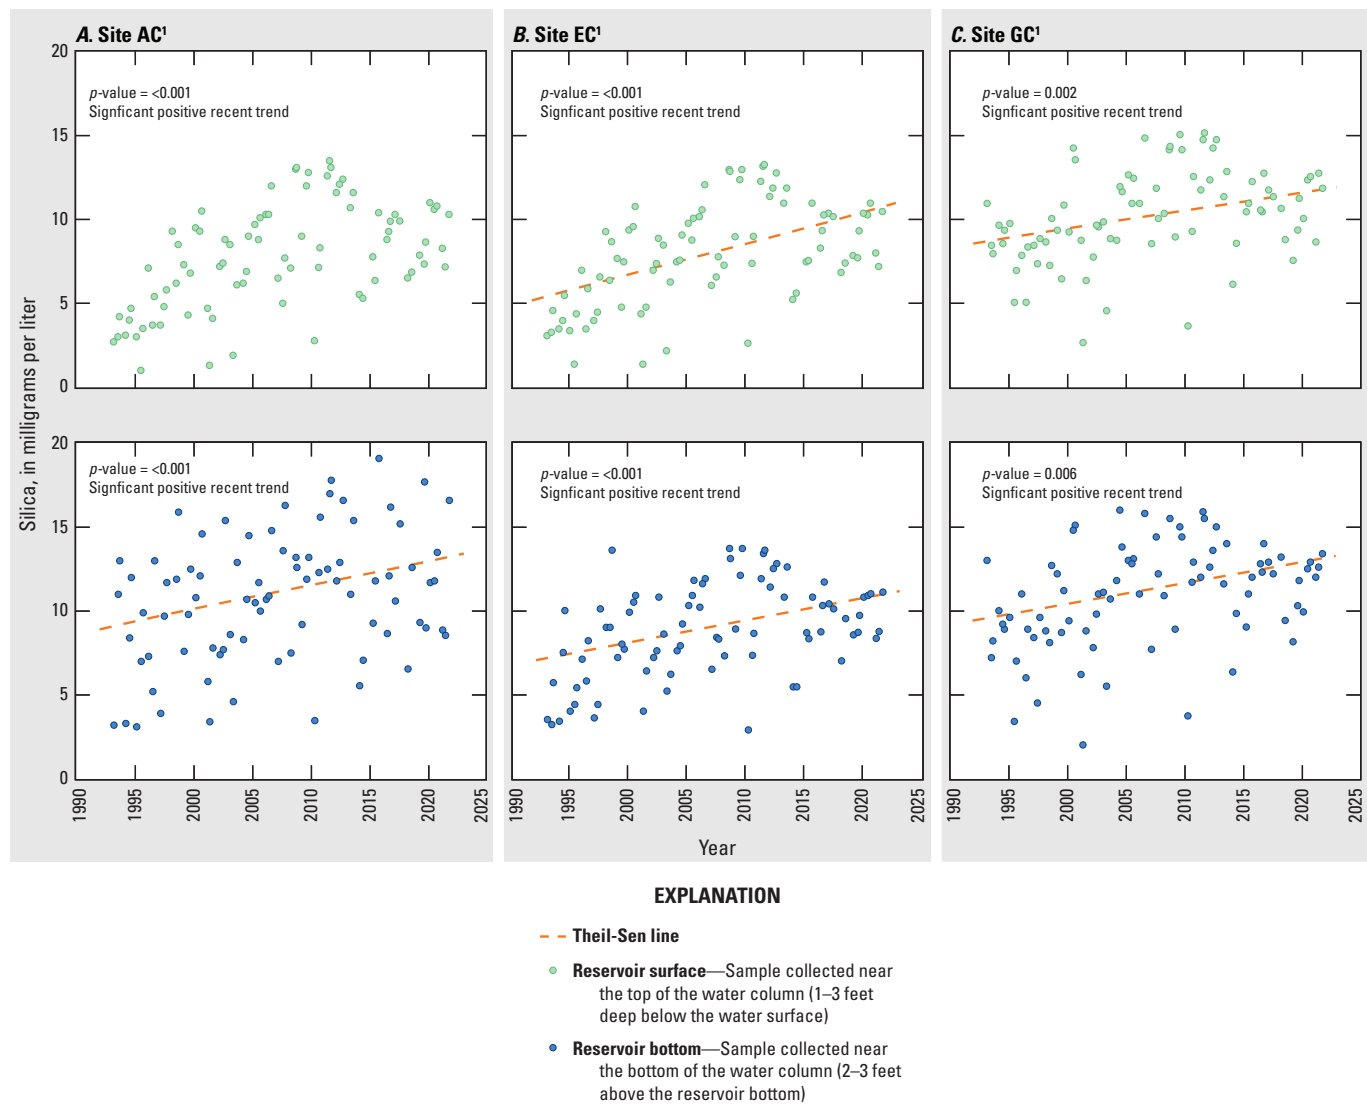 A. Site AC¹
B. Site EC¹
C. Site GC¹
20
15
10
5
0
p-value = <0.001
Signficant positive recent trend
p-value = <0.001
Signficant positive recent trend
p-value = 0.002
Signficant positive recent trend
Silica, in milligrams per liter
20
15
10
5
0
p-value = <0.001
Signficant positive recent trend
p-value = <0.001
Signficant positive recent trend
p-value = 0.006
Signficant positive recent trend
1990 1995 2000 2005 2010 2015 2020 2025
1990 1995 2000 2005 2010 2015 2020 2025
1990 1995 2000 2005 2010 2015 2020 2025
Year
EXPLANATION
Theil-Sen line
Reservoir surface—Sample collected near
the top of the water column (1–3 feet
deep below the water surface)
Reservoir bottom—Sample collected near
the bottom of the water column (2–3 feet
above the reservoir bottom)